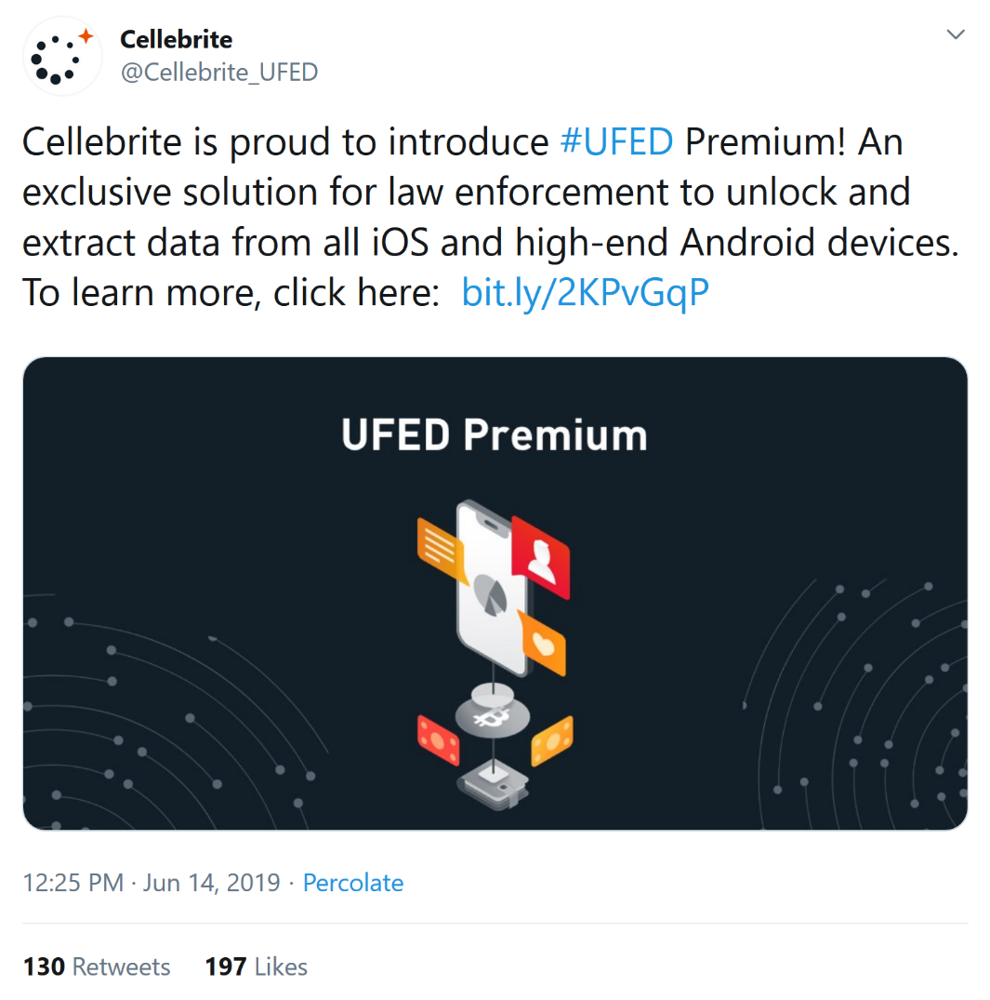 Cellebrite
@Cellebrite_UFED
Cellebrite is proud to introduce #UFED Premium! An
exclusive solution for law enforcement to unlock and
extract data from all iOS and high-end Android devices.
To learn more, click here:  bit.ly/2KPvGqP
UFED Premium
12:25 PM · Jun 14, 2019 · Percolate
130 Retweets 197 Likes